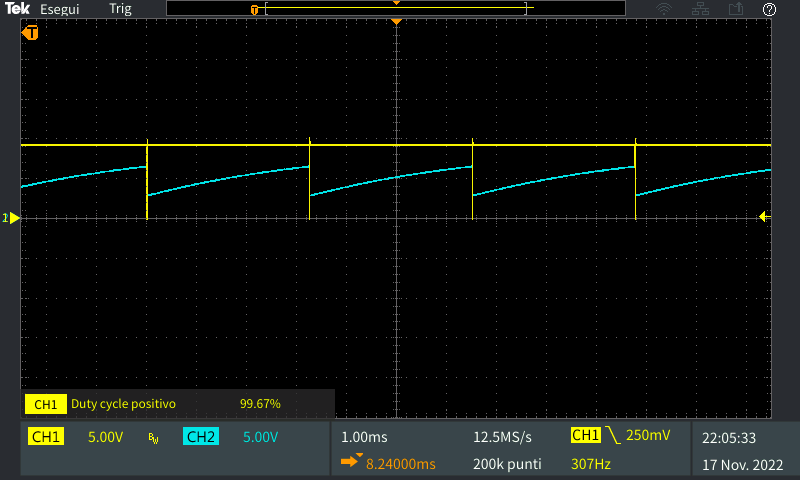 Tek Esegui Trig
T
T
1
CH1 Duty cycle positivo 99.67%
CH1 5.00V BW CH2 5.00V
1.00ms 12.5MS/s CH1 250mV
8.24000ms 200k punti 307Hz
22:05:33
17 Nov. 2022